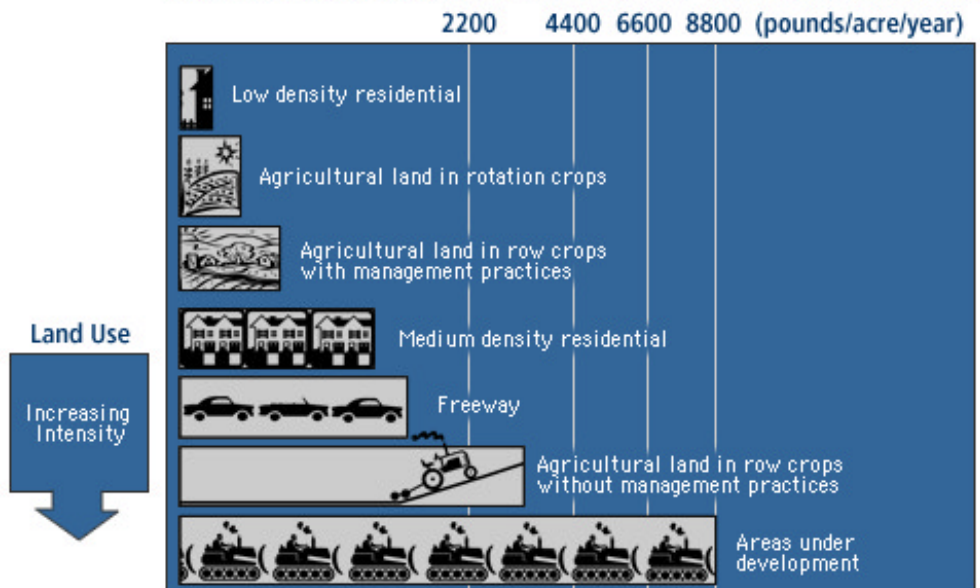 2200 4400 6600 8800 (pounds/acre/year)
Low density residential
Agricultural land in rotation crops
Agricultural land in row crops
with management practices
Land Use
Medium density residential
Increasing
Intensity
Freeway
Agricultural land in row crops
without management practices
Areas under
development